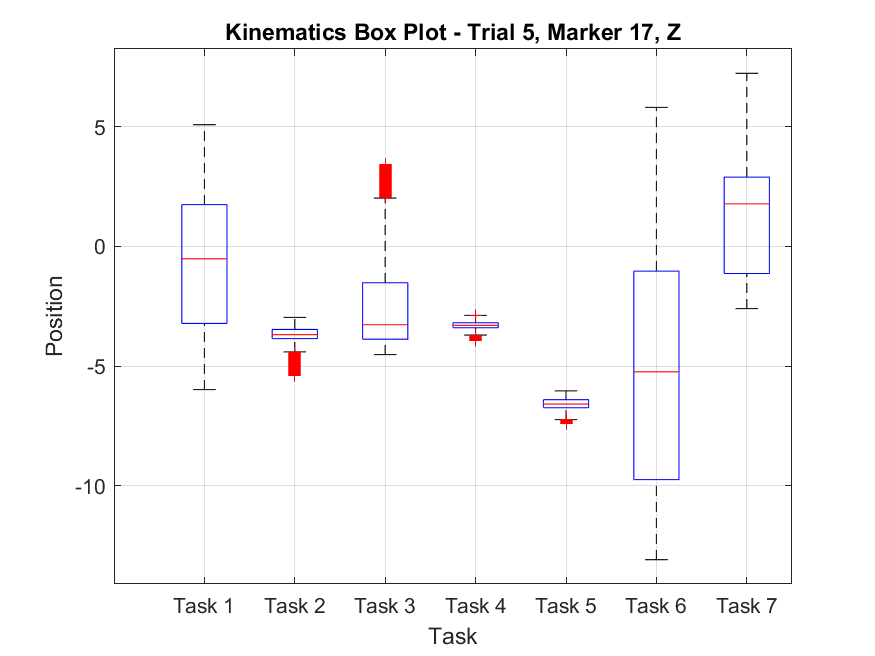 Kinematics Box Plot - Trial 5, Marker 17, Z
5
0
-5
-10
Position
Task 1 Task 2 Task 3 Task 4 Task 5 Task 6 Task 7
Task